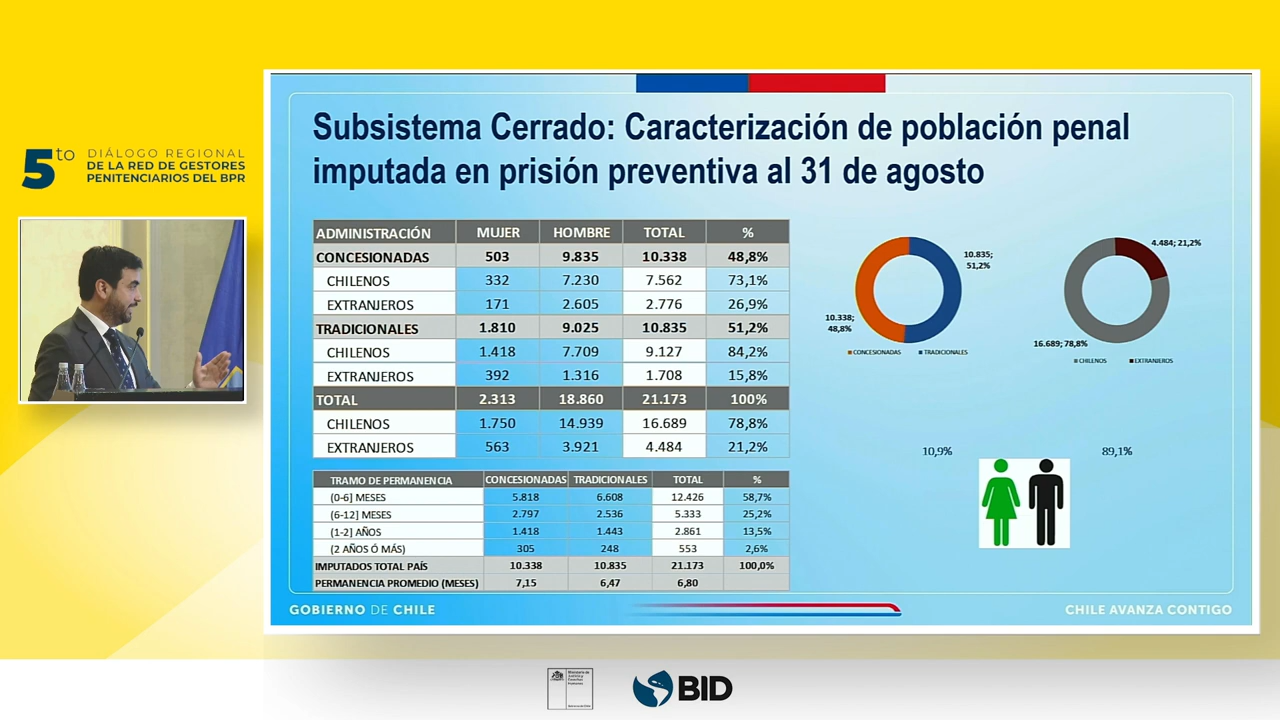 5to DIÁLOGO REGIONAL
DE LA RED DE GESTORES
PENITENCIARIOS DEL BPR
Subsistema Cerrado: Caracterización de población penal
imputada en prisión preventiva al 31 de agosto
ADMINISTRACIÓN MUJER HOMBRE TOTAL %
CONCESIONADAS 503 9.835 10.338 48,8%
CHILENOS 332 7.230 7.562 73,1%
EXTRANJEROS 171 2.605 2.776 26,9%
TRADICIONALES 1.810 9.025 10.835 51,2%
CHILENOS 1.418 7.709 9.127 84,2%
EXTRANJEROS 392 1.316 1.708 15,8%
TOTAL 2.313 18.860 21.173 100%
CHILENOS 1.750 14.939 16.689 78,8%
EXTRANJEROS 563 3.921 4.484 21,2%
TRAMO DE PERMANENCIA CONCESIONADAS TRADICIONALES TOTAL %
(0-6] MESES 5.818 6.608 12.426 58,7%
(6-12] MESES 2.797 2.536 5.333 25,2%
(1-2] AÑOS 1.418 1.443 2.861 13,5%
(2 AÑOS Ó MÁS) 305 248 553 2,6%
IMPUTADOS TOTAL PAÍS 10.338 10.835 21.173 100,0%
PERMANENCIA PROMEDIO (MESES) 7,15 6,47 6,80
10.835;
51,2%
10.338;
48,8%
CONCESIONADAS TRADICIONALES
4.484; 21,2%
16.689; 78,8%
CHILENOS EXTRANJEROS
10,9% 89,1%
GOBIERNO DE CHILE
CHILE AVANZA CONTIGO
Ministerio de
Justicia y
Derechos
Humanos
Gobierno de Chile
BID